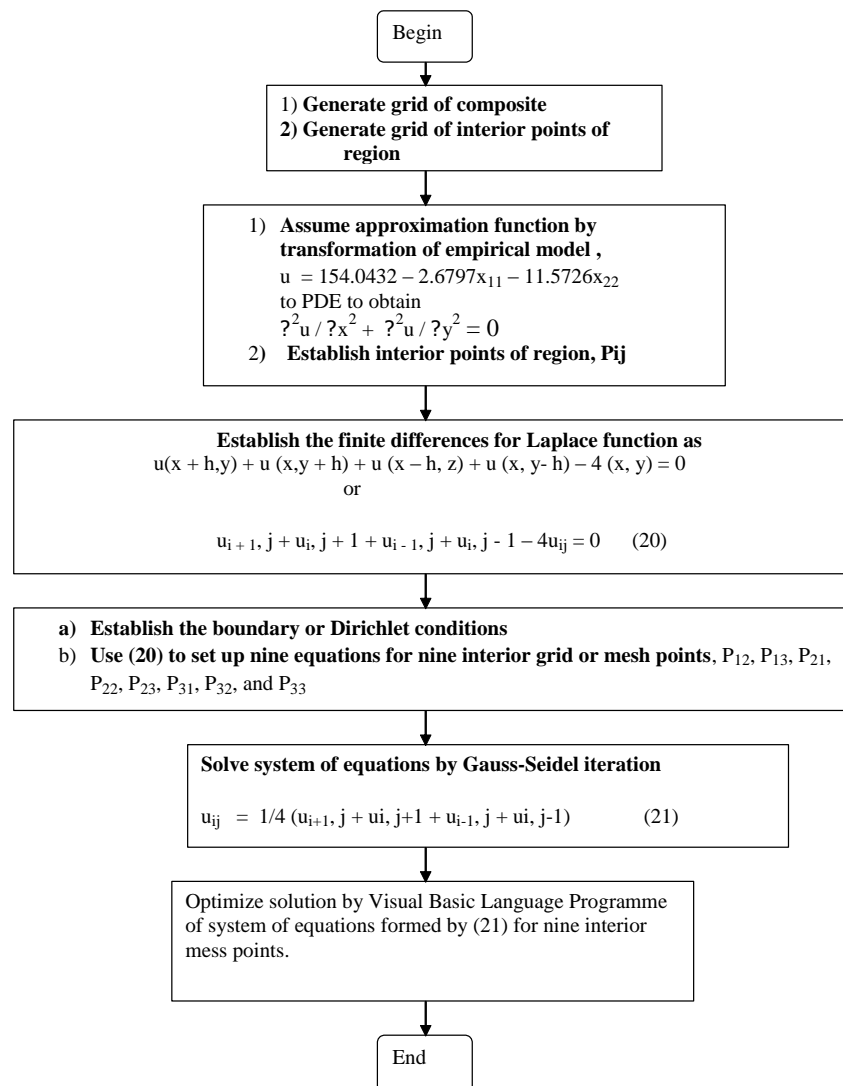 Begin
1) Generate grid of composite
2) Generate grid of interior points of
region
1) Assume approximation function by
transformation of empirical model ,
u = 154.0432 – 2.6797x₁₁ – 11.5726x₂₂
to PDE to obtain
?²u / ?x² + ?²u / ?y² = 0
2) Establish interior points of region, Pij
Establish the finite differences for Laplace function as
u(x + h,y) + u (x,y + h) + u (x – h, z) + u (x, y- h) – 4 (x, y) = 0
or
uᵢ ₊ ₁, j + uᵢ, j + 1 + uᵢ ₋ ₁, j + uᵢ, j - 1 – 4uᵢⱼ = 0 (20)
a) Establish the boundary or Dirichlet conditions
b) Use (20) to set up nine equations for nine interior grid or mesh points, P₁₂, P₁₃, P₂₁,
P₂₂, P₂₃, P₃₁, P₃₂, and P₃₃
Solve system of equations by Gauss-Seidel iteration
uᵢⱼ = 1/4 (uᵢ₊₁, j + ui, j+1 + uᵢ₋₁, j + ui, j-1) (21)
Optimize solution by Visual Basic Language Programme
of system of equations formed by (21) for nine interior
mess points.
End